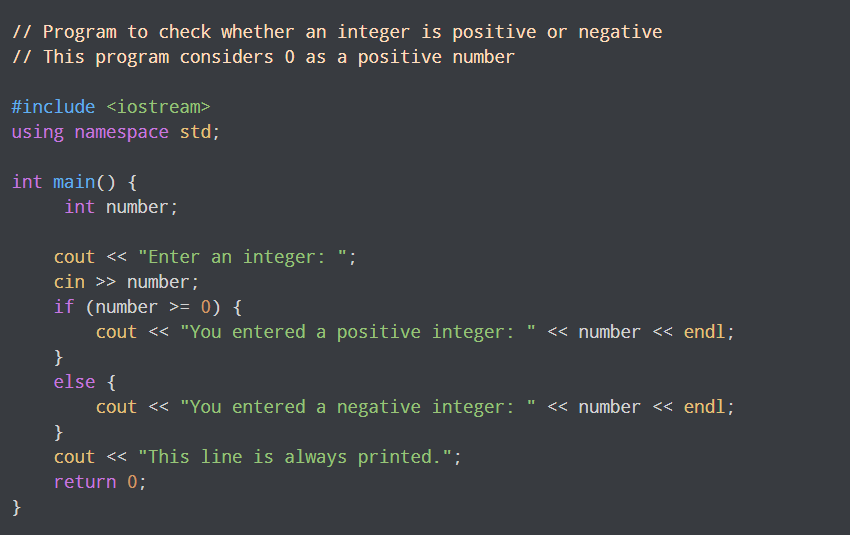 // Program to check whether an integer is positive or negative
// This program considers 0 as a positive number
#include <iostream>
using namespace std;
int main() {
     int number;
    cout << "Enter an integer: ";
    cin >> number;
    if (number >= 0) {
        cout << "You entered a positive integer: " << number << endl;
    }
    else {
        cout << "You entered a negative integer: " << number << endl;
    }
    cout << "This line is always printed.";
    return 0;
}